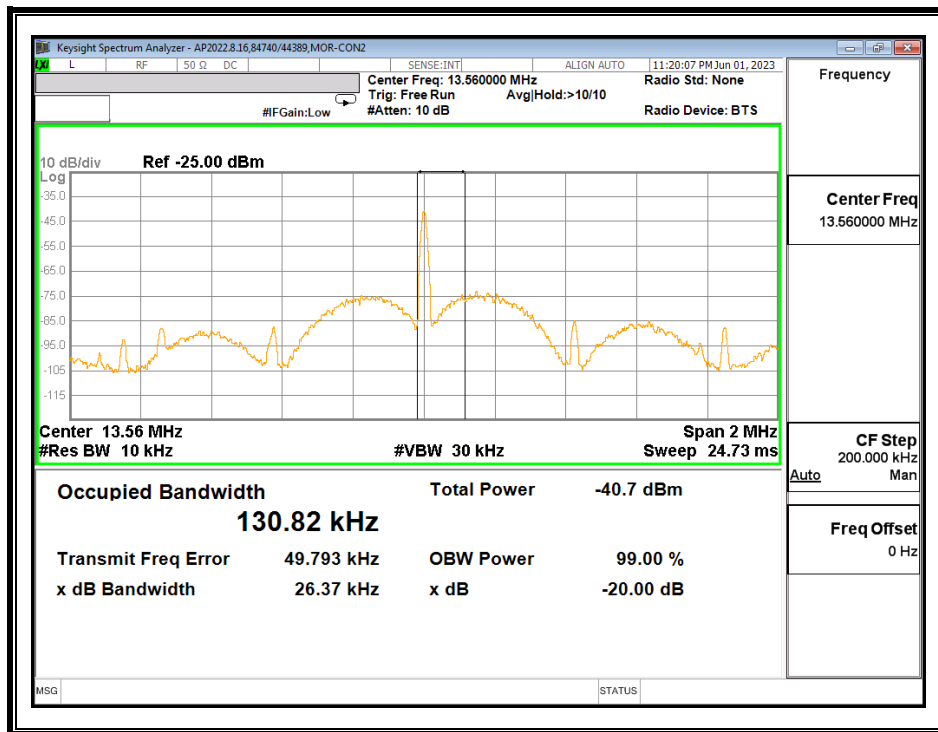 Keysight Spectrum Analyzer - AP2022.8.16,84740/44389,MOR-CON2
LXI L RF 50 Ω DC SENSE:INT ALIGN AUTO 11:20:07 PM Jun 01, 2023
Center Freq: 13.560000 MHz Radio Std: None
Trig: Free Run Avg|Hold:>10/10
#IFGain:Low #Atten: 10 dB Radio Device: BTS
10 dB/div Ref -25.00 dBm
Log
-35.0
-45.0
-55.0
-65.0
-75.0
-85.0
-95.0
-105
-115
Center 13.56 MHz Span 2 MHz
#Res BW 10 kHz #VBW 30 kHz Sweep 24.73 ms
Occupied Bandwidth Total Power -40.7 dBm
130.82 kHz
Transmit Freq Error 49.793 kHz OBW Power 99.00 %
x dB Bandwidth 26.37 kHz x dB -20.00 dB
MSG STATUS
Frequency
Center Freq
13.560000 MHz
CF Step
200.000 kHz
Auto Man
Freq Offset
0 Hz